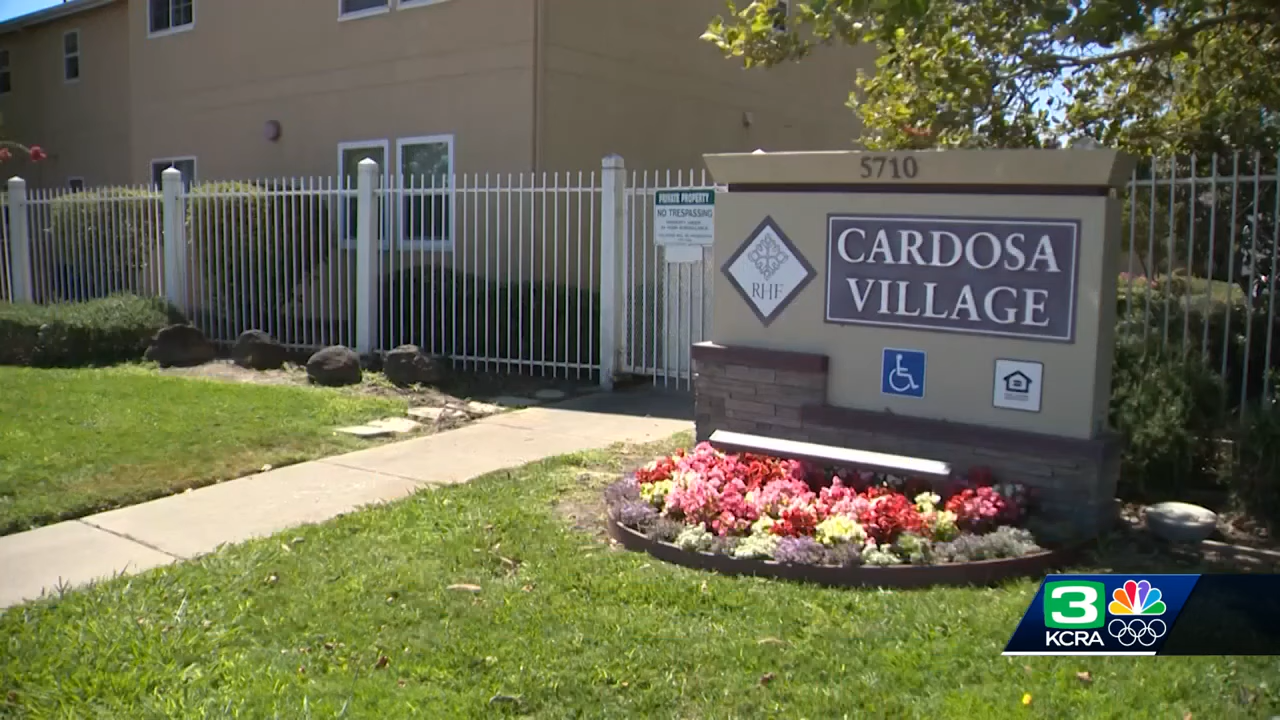 5710
PRIVATE PROPERTY
NO TRESPASSING
RHF
CARDOSA
VILLAGE
3
KCRA